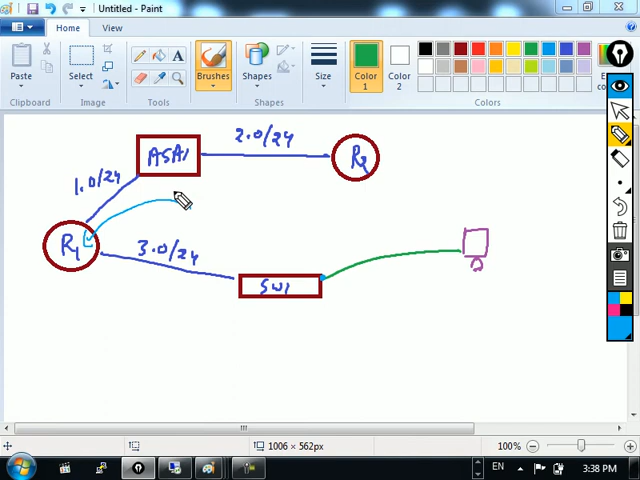 Untitled - Paint
Home
View
Paste
Select
Brushes
Shapes
Size
Color 1
Color 2
Edit colors
Clipboard
Image
Tools
Shapes
Colors
ASA1
2.0/24
R2
1.0/24
R1
3.0/24
SW1
1006 × 562px
100%
EN
3:38 PM